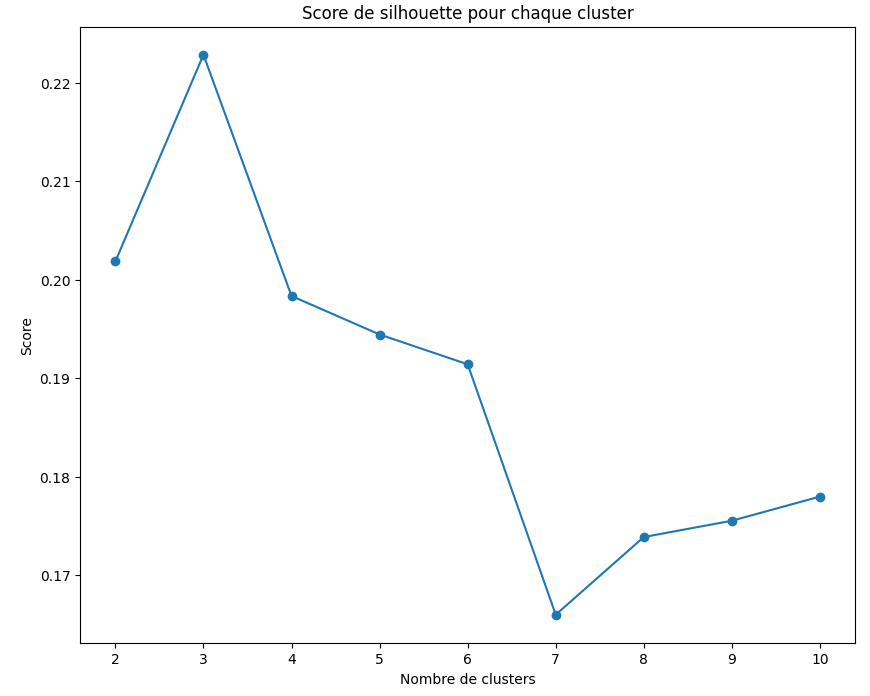 Score de silhouette pour chaque cluster
0.22
0.21
0.20
0.19
0.18
0.17
Score
2 3 4 5 6 7 8 9 10
Nombre de clusters